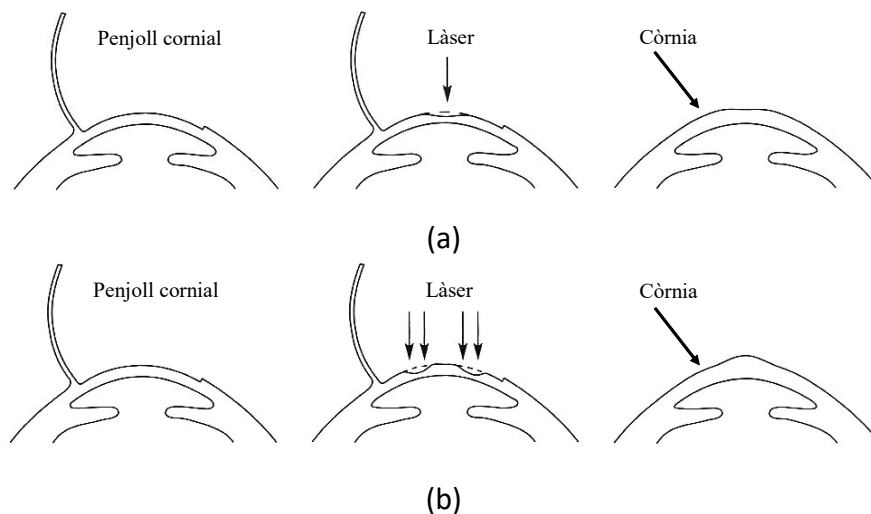 Penjoll cornial
Làser
Còrnia
(a)
Penjoll cornial
Làser
Còrnia
(b)